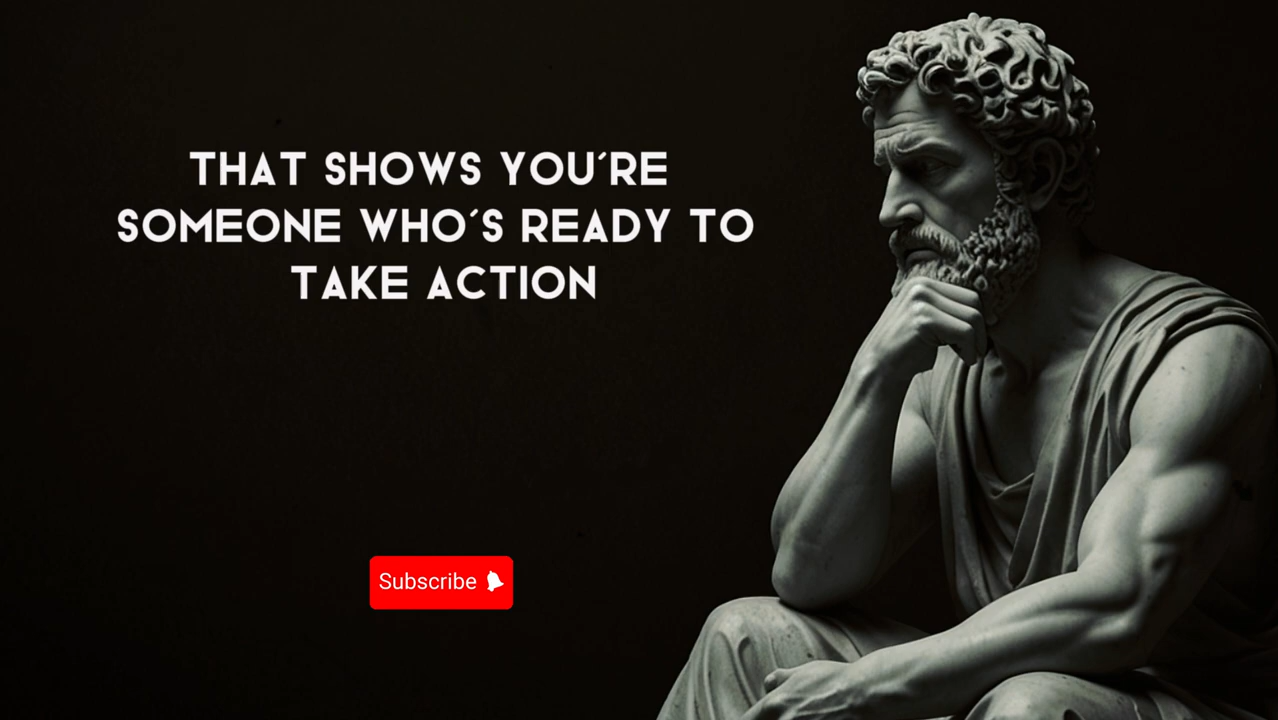 THAT SHOWS YOU'RE
SOMEONE WHO'S READY TO
TAKE ACTION
Subscribe